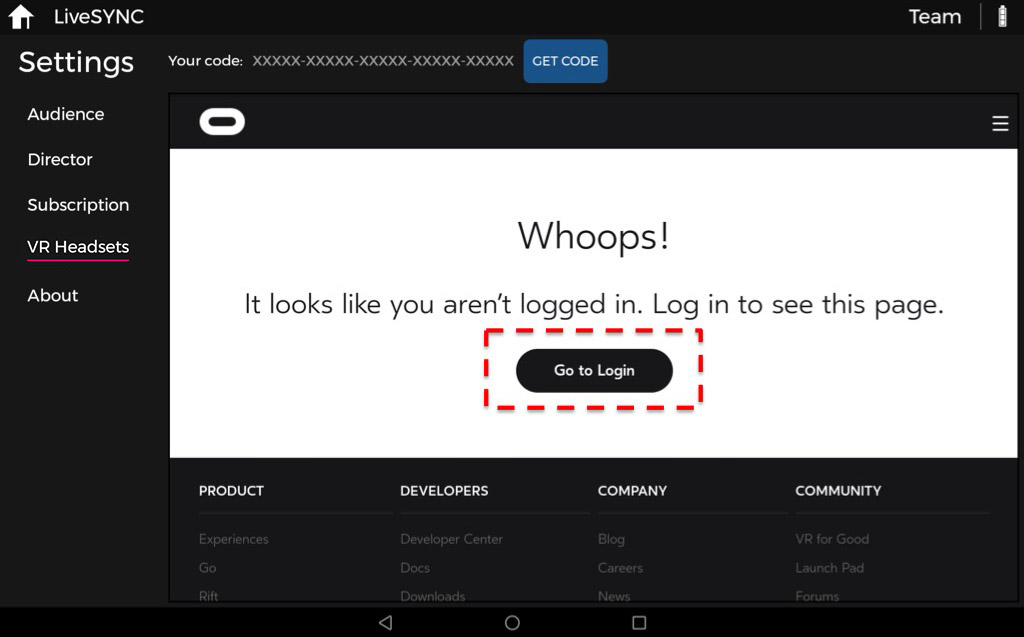 LiveSYNC
Team
Settings
Your code: XXXXX-XXXXX-XXXXX-XXXXX-XXXXX GET CODE
Audience
Director
Subscription
VR Headsets
About
Whoops!
It looks like you aren't logged in. Log in to see this page.
Go to Login
PRODUCT DEVELOPERS COMPANY COMMUNITY
Experiences Developer Center Blog VR for Good
Go Docs Careers Launch Pad
Rift Downloads News Forums